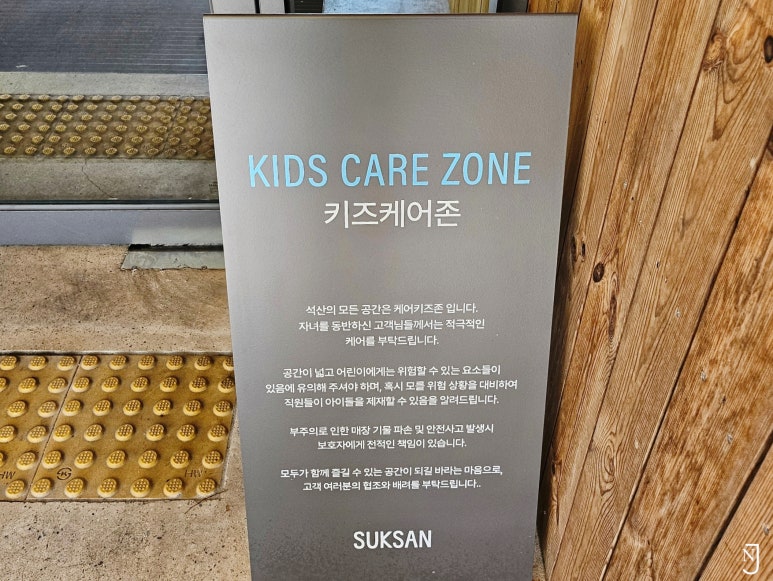 KIDS CARE ZONE
키즈케어존
석산의 모든 공간은 케어키즈존 입니다.
자녀를 동반하신 고객님들께서는 적극적인
케어를 부탁드립니다.
공간이 넓고 어린이에게는 위험할 수 있는 요소들이
있음에 유의해 주셔야 하며, 혹시 모를 위험 상황을 대비하여
직원들이 아이들을 제재할 수 있음을 알려드립니다.
부주의로 인한 매장 기물 파손 및 안전사고 발생시
보호자에게 전적인 책임이 있습니다.
모두가 함께 즐길 수 있는 공간이 되길 바라는 마음으로,
고객 여러분의 협조와 배려를 부탁드립니다..
SUKSAN